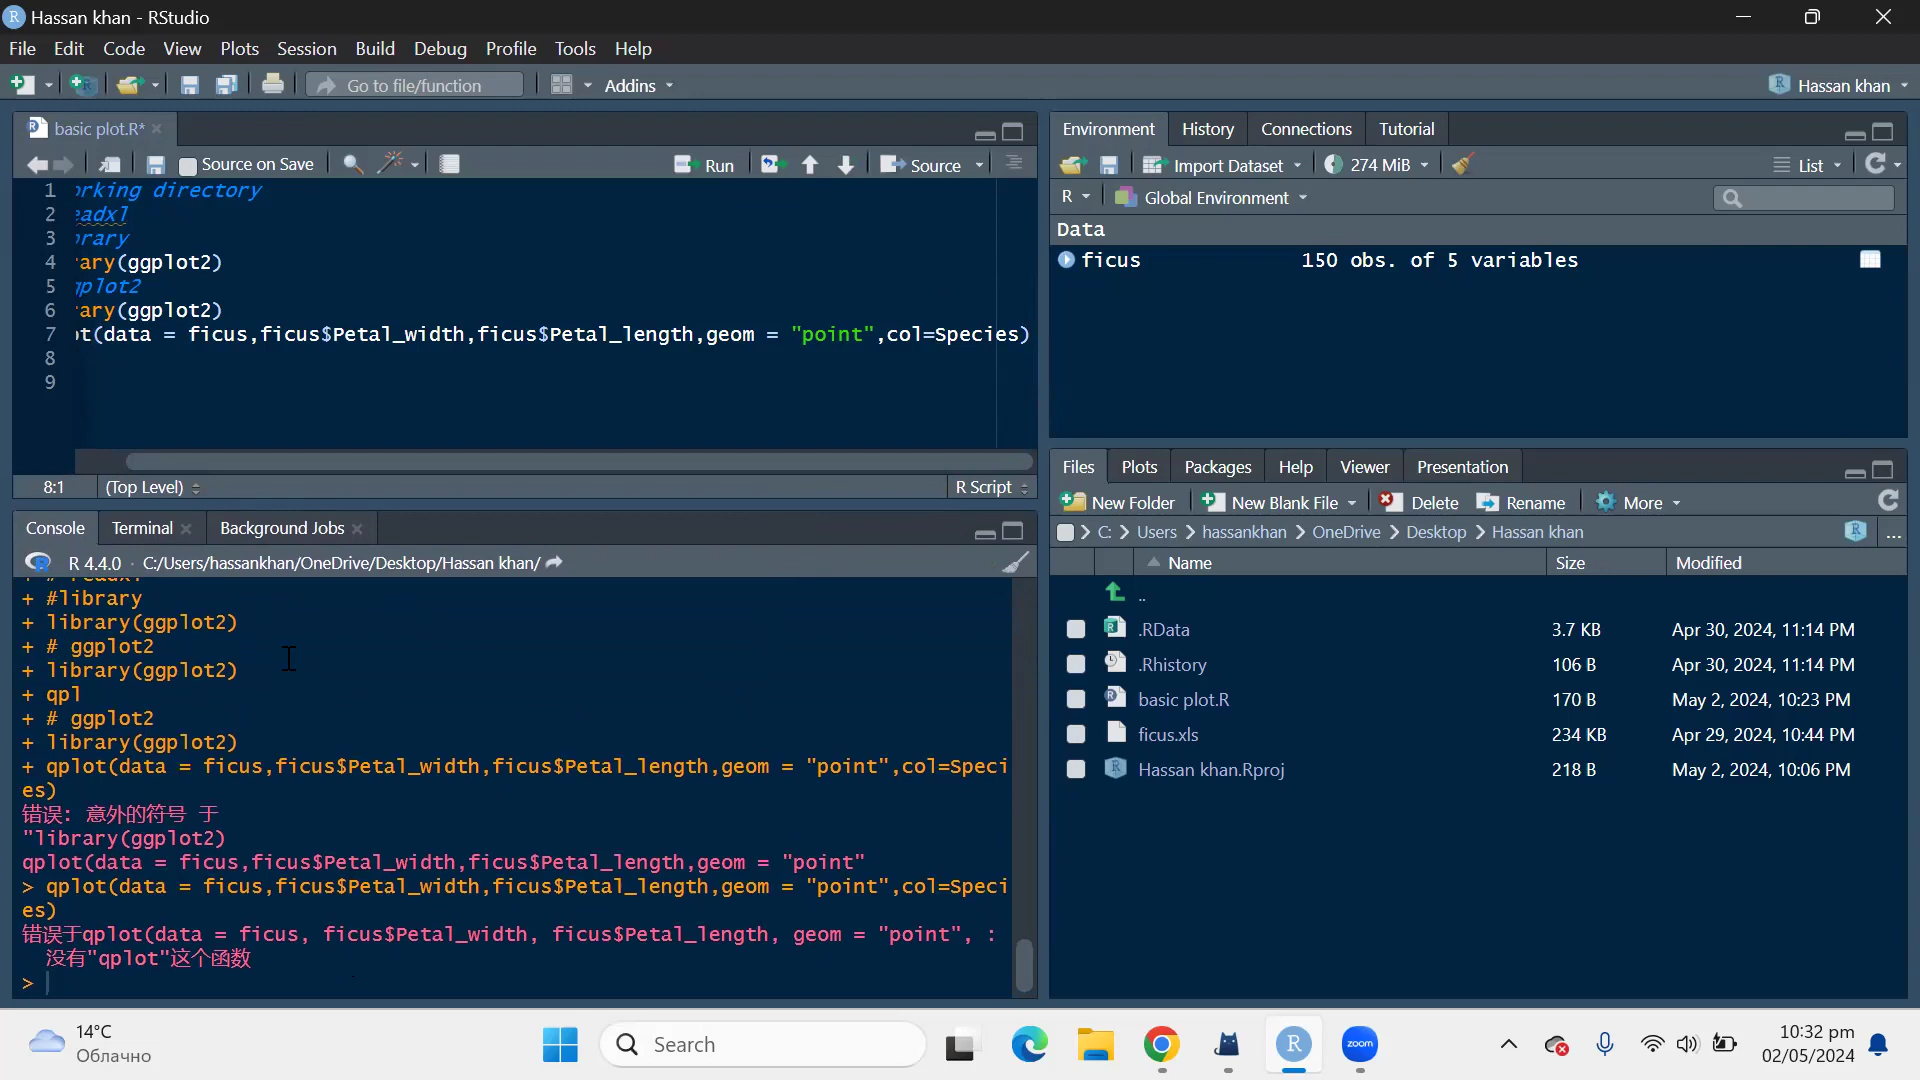 Hassan khan - RStudio
File Edit Code View Plots Session Build Debug Profile Tools Help
Go to file/function Addins Hassan khan
basic plot.R*
Source on Save Run Source
1 orking directory
2 eadxl
3 brary
4 rary(ggplot2)
5 gplot2
6 rary(ggplot2)
7 ot(data = ficus,ficus$Petal_width,ficus$Petal_length,geom = "point",col=Species)
8
9
8:1 (Top Level) R Script
Console Terminal Background Jobs
R 4.4.0 · C:/Users/hassankhan/OneDrive/Desktop/Hassan khan/
+ # readxl
+ #library
+ library(ggplot2)
+ # ggplot2
+ library(ggplot2)
+ qpl
+ # ggplot2
+ library(ggplot2)
+ qplot(data = ficus,ficus$Petal_width,ficus$Petal_length,geom = "point",col=Speci
es)
错误: 意外的符号 于
"library(ggplot2)
qplot(data = ficus,ficus$Petal_width,ficus$Petal_length,geom = "point"
> qplot(data = ficus,ficus$Petal_width,ficus$Petal_length,geom = "point",col=Speci
es)
错误于qplot(data = ficus, ficus$Petal_width, ficus$Petal_length, geom = "point", :
没有"qplot"这个函数
>
Environment History Connections Tutorial
Import Dataset 274 MiB List
R Global Environment
Data
ficus 150 obs. of 5 variables
Files Plots Packages Help Viewer Presentation
New Folder New Blank File Delete Rename More
C: Users hassankhan OneDrive Desktop Hassan khan ...
Name Size Modified
..
.RData 3.7 KB Apr 30, 2024, 11:14 PM
.Rhistory 106 B Apr 30, 2024, 11:14 PM
basic plot.R 170 B May 2, 2024, 10:23 PM
ficus.xls 234 KB Apr 29, 2024, 10:44 PM
Hassan khan.Rproj 218 B May 2, 2024, 10:06 PM
14°C
Облачно
Search
zoom
10:32 pm
02/05/2024